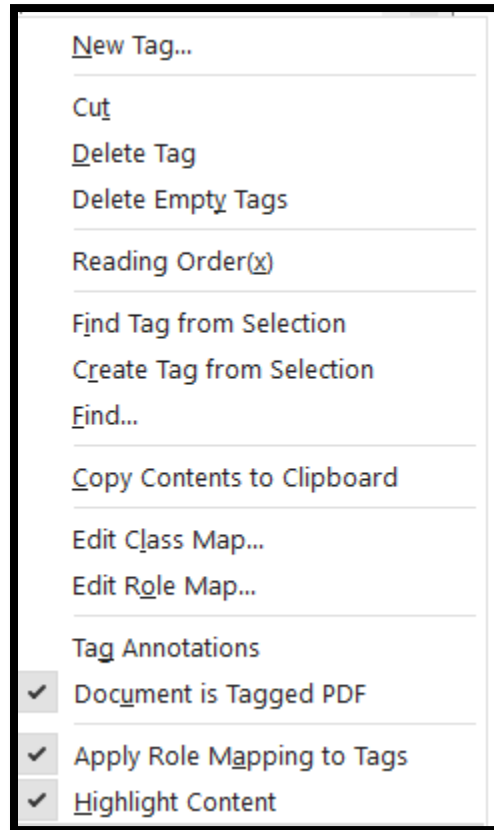 New Tag...
Cut
Delete Tag
Delete Empty Tags
Reading Order(x)
Find Tag from Selection
Create Tag from Selection
Find...
Copy Contents to Clipboard
Edit Class Map...
Edit Role Map...
Tag Annotations
Document is Tagged PDF
Apply Role Mapping to Tags
Highlight Content